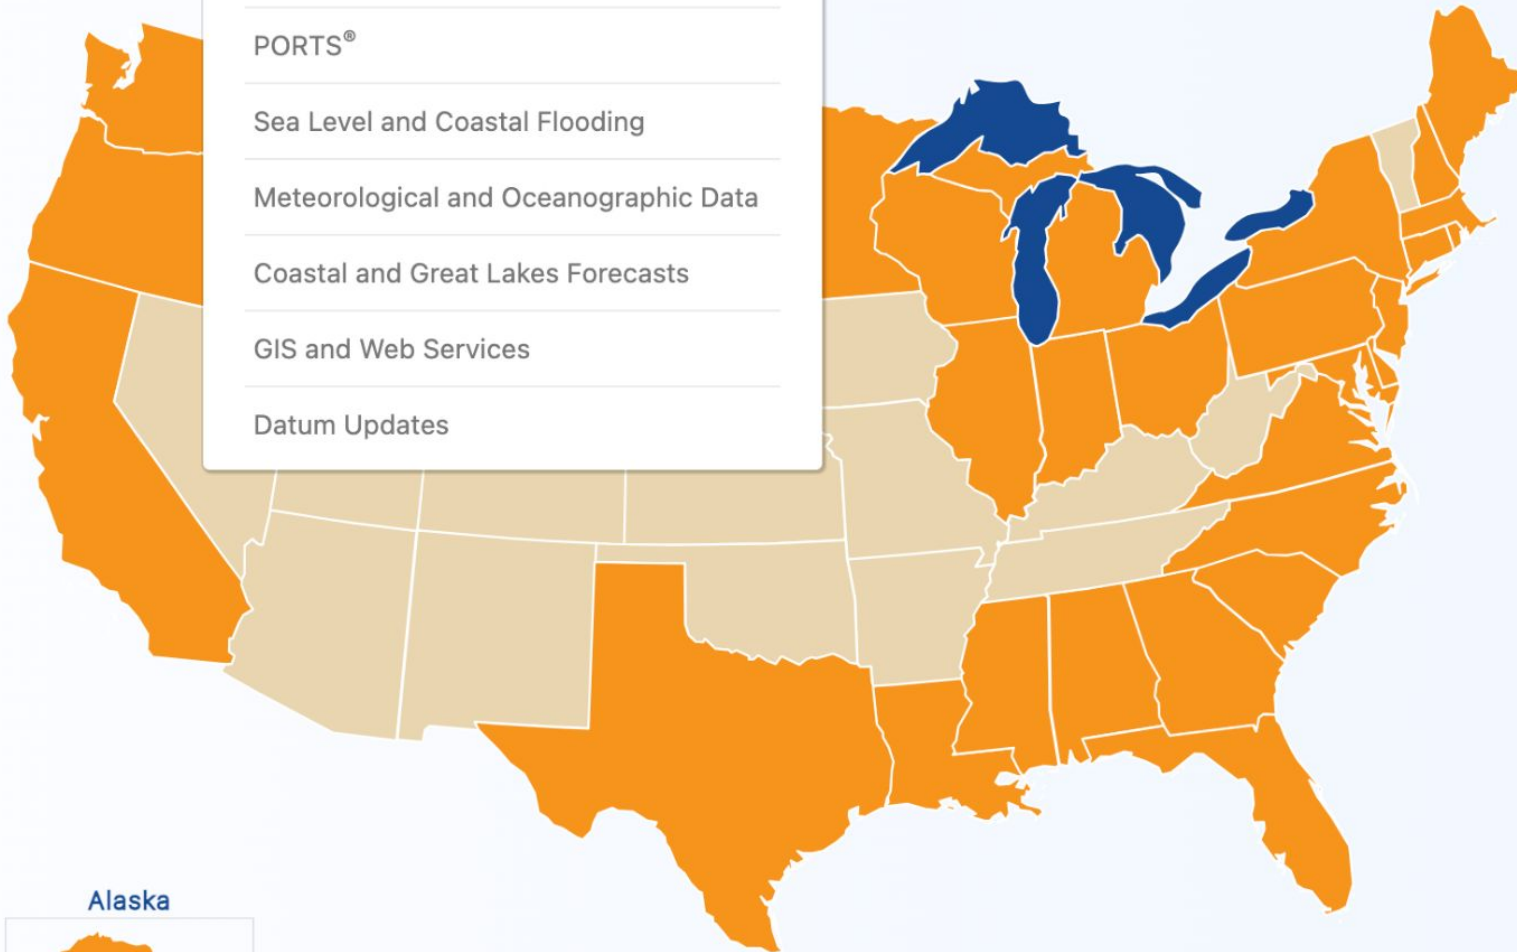 PORTS®
Sea Level and Coastal Flooding
Meteorological and Oceanographic Data
Coastal and Great Lakes Forecasts
GIS and Web Services
Datum Updates
Alaska